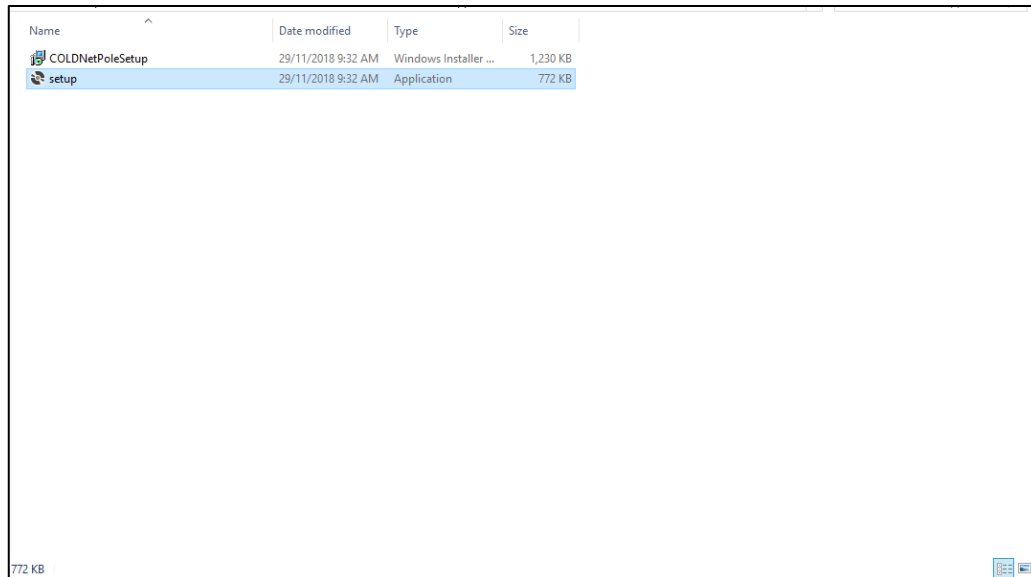 Name Date modified Type Size
COLDNetPoleSetup 29/11/2018 9:32 AM Windows Installer ... 1,230 KB
setup 29/11/2018 9:32 AM Application 772 KB
772 KB